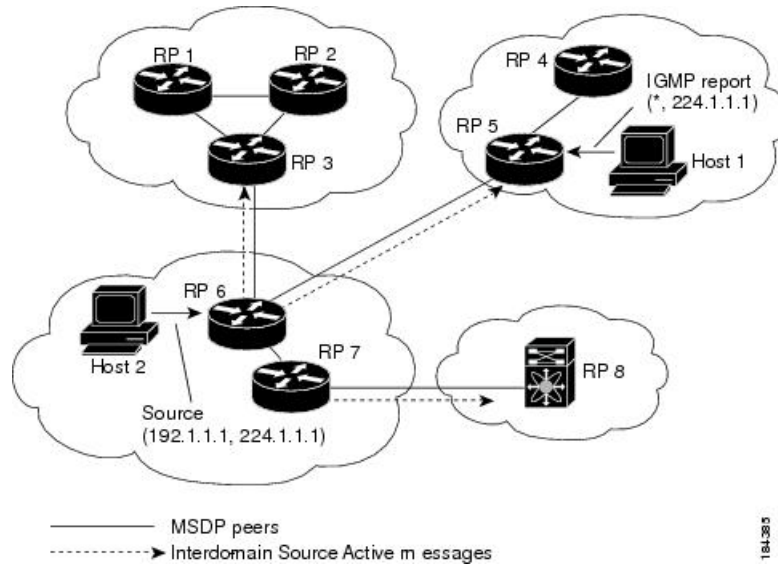 RP 1
RP 2
RP 3
RP 4
IGMP report
(*, 224.1.1.1)
RP 5
Host 1
RP 6
Host 2
RP 7
RP 8
Source
(192.1.1.1, 224.1.1.1)
MSDP peers
Interdomain Source Active m essages
184385